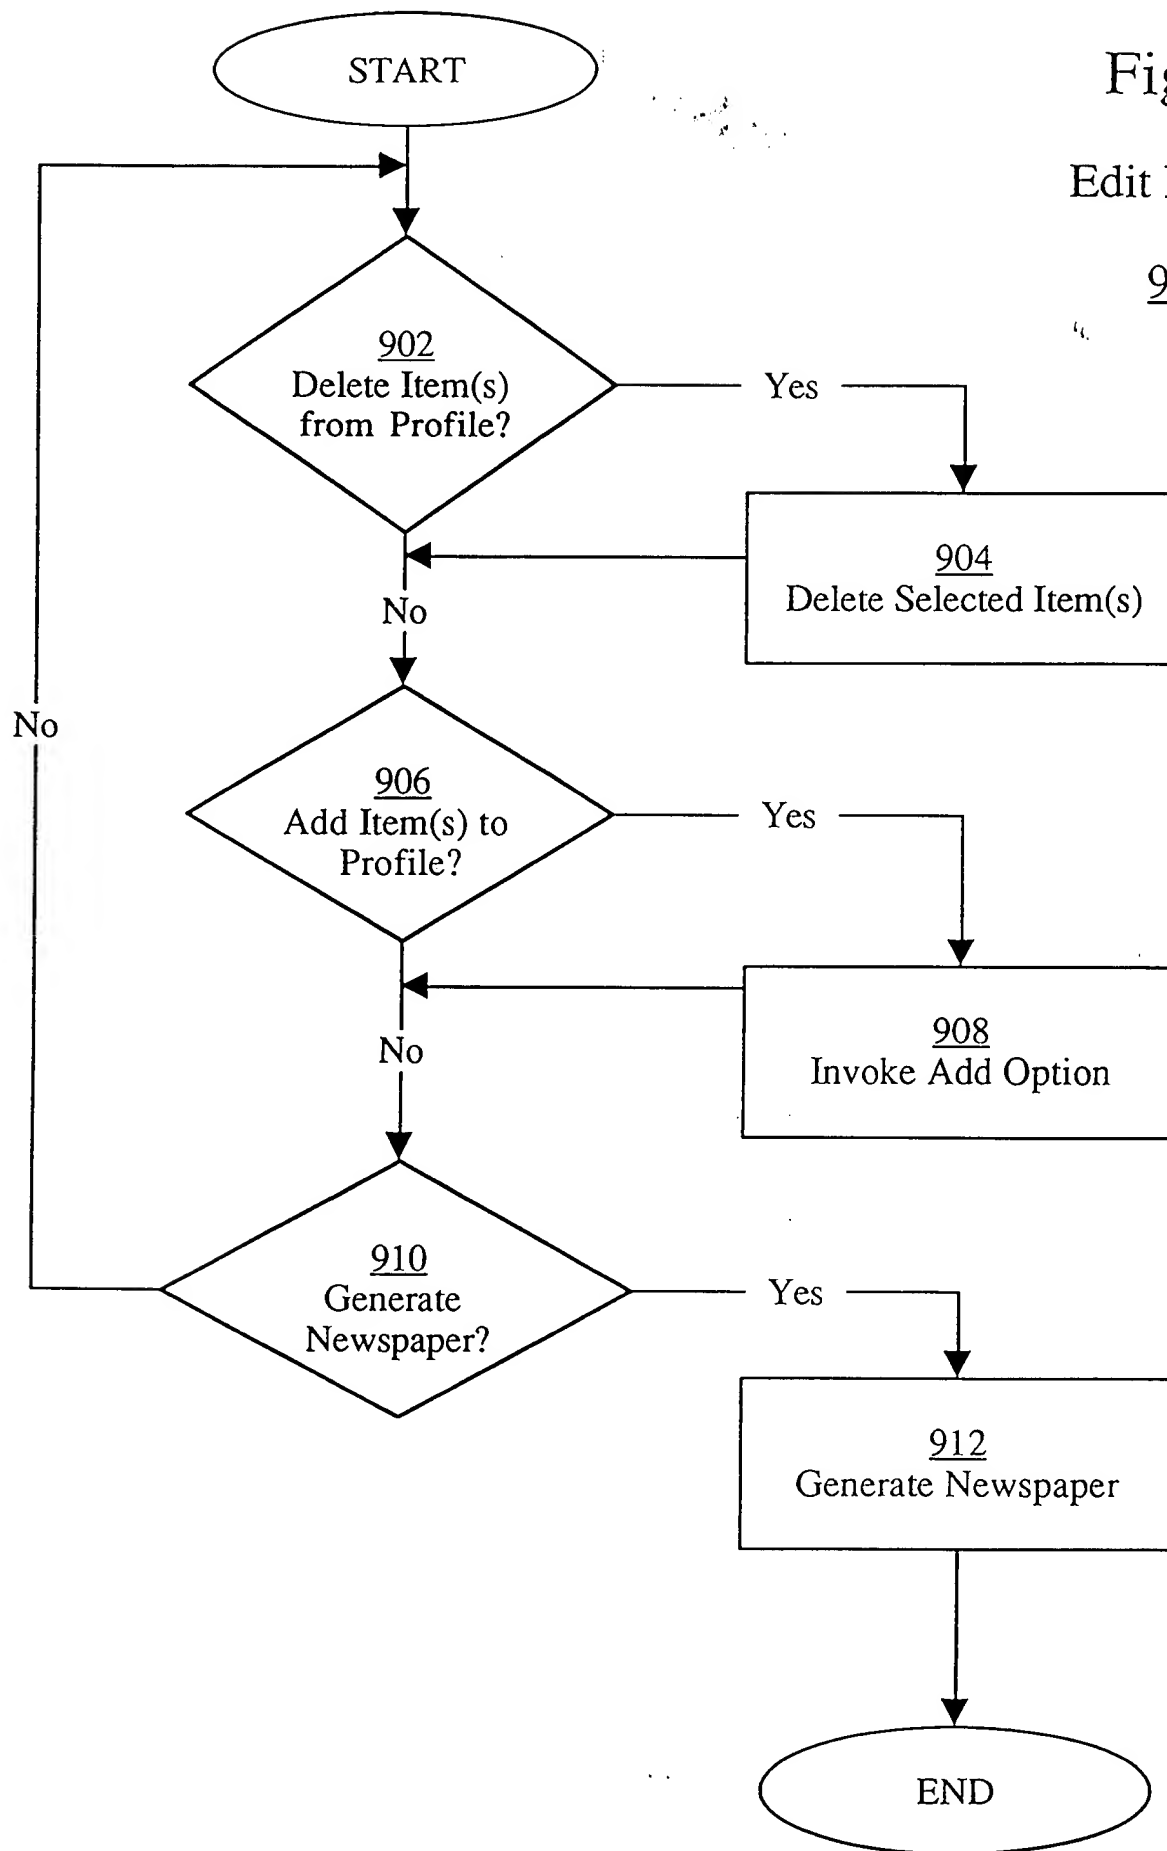 START
Fig
Edit
9
902
Delete Item(s)
from Profile?
Yes
904
Delete Selected Item(s)
No
No
906
Add Item(s) to
Profile?
Yes
908
Invoke Add Option
No
910
Generate
Newspaper?
Yes
912
Generate Newspaper
END